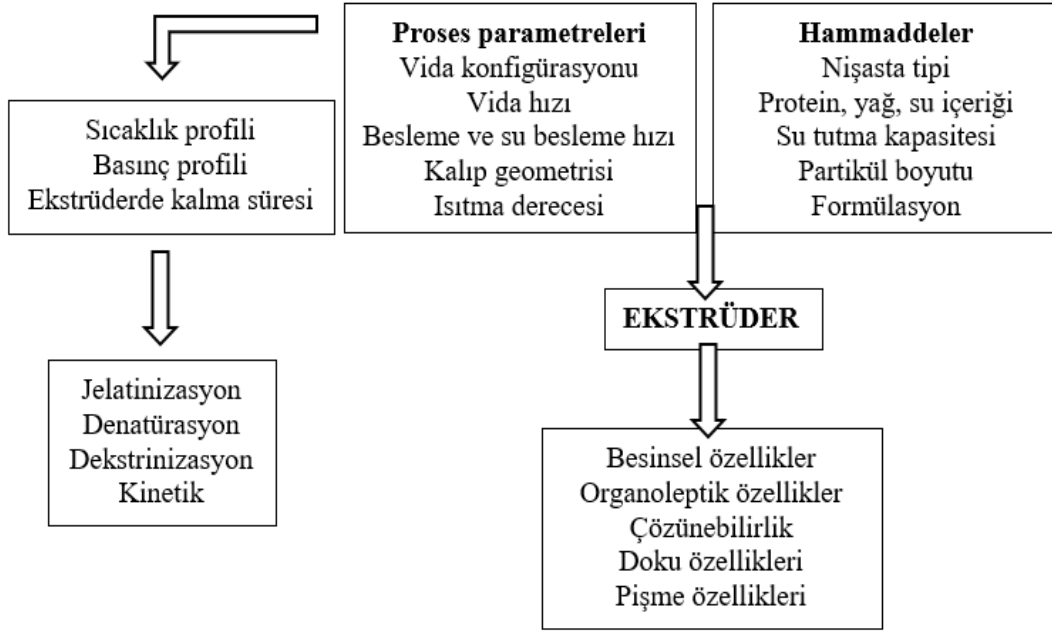 Proses parametreleri
Vida konfigürasyonu
Vida hızı
Besleme ve su besleme hızı
Kalıp geometrisi
Isıtma derecesi
Hammaddeler
Nişasta tipi
Protein, yağ, su içeriği
Su tutma kapasitesi
Partikül boyutu
Formülasyon
Sıcaklık profili
Basınç profili
Ekstrüderde kalma süresi
EKSTRÜDER
Jelatinizasyon
Denatürasyon
Dekstrinizasyon
Kinetik
Besinsel özellikler
Organoleptik özellikler
Çözünebilirlik
Doku özellikleri
Pişme özellikleri